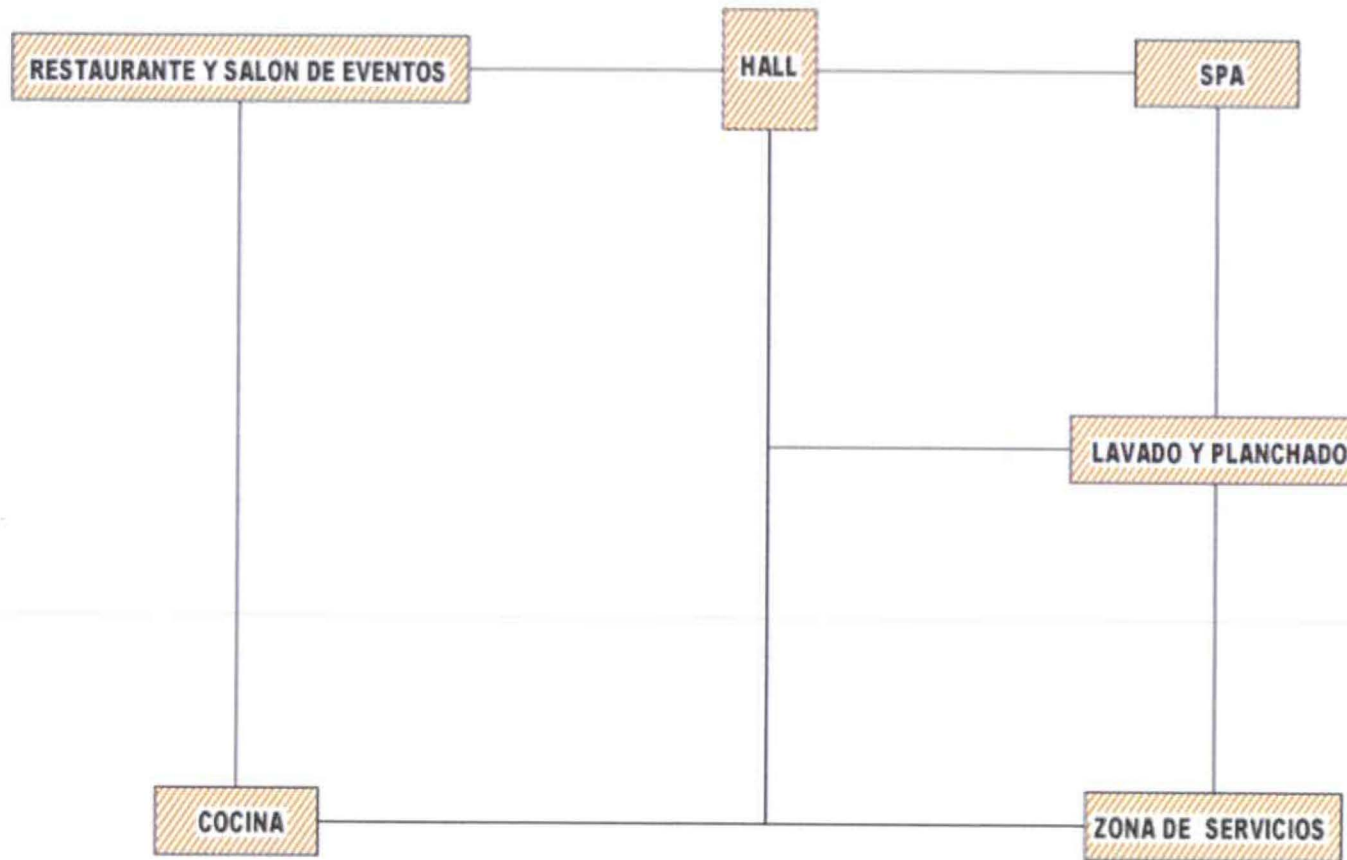 RESTAURANTE Y SALON DE EVENTOS
HALL
SPA
LAVADO Y PLANCHADO
COCINA
ZONA DE SERVICIOS